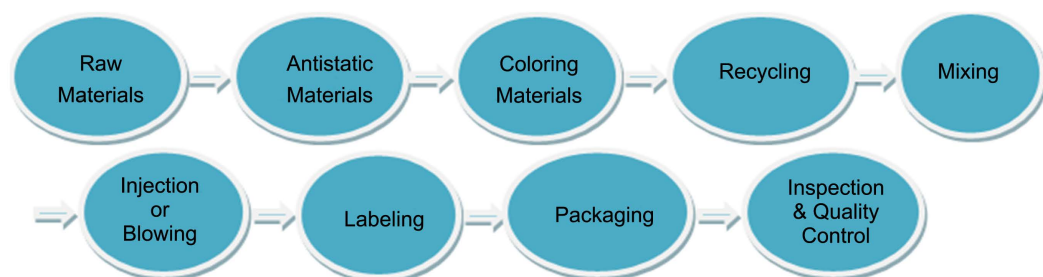 Raw
Materials
Antistatic
Materials
Coloring
Materials
Recycling
Mixing
Injection
or
Blowing
Labeling
Packaging
Inspection
& Quality
Control